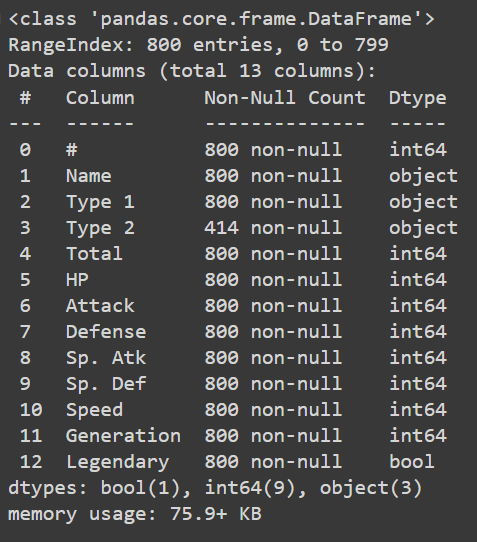 <class 'pandas.core.frame.DataFrame'>
RangeIndex: 800 entries, 0 to 799
Data columns (total 13 columns):
 #   Column      Non-Null Count  Dtype
---  ------      --------------  -----
 0   #           800 non-null    int64
 1   Name        800 non-null    object
 2   Type 1      800 non-null    object
 3   Type 2      414 non-null    object
 4   Total       800 non-null    int64
 5   HP          800 non-null    int64
 6   Attack      800 non-null    int64
 7   Defense     800 non-null    int64
 8   Sp. Atk     800 non-null    int64
 9   Sp. Def     800 non-null    int64
 10  Speed       800 non-null    int64
 11  Generation  800 non-null    int64
 12  Legendary   800 non-null    bool
dtypes: bool(1), int64(9), object(3)
memory usage: 75.9+ KB